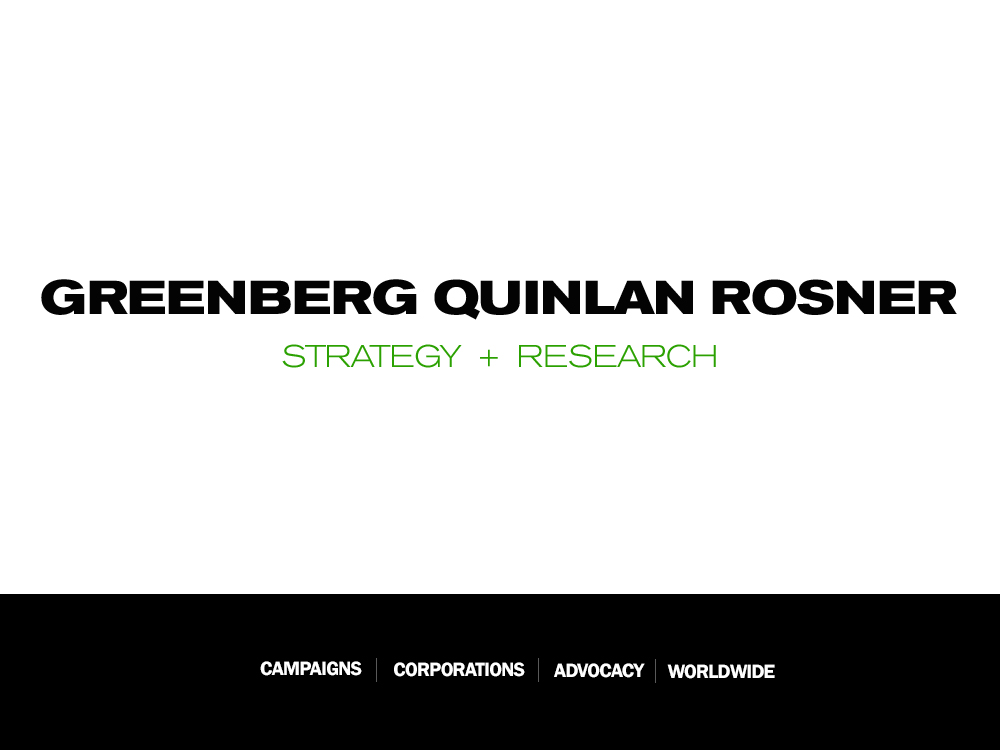 GREENBERG QUINLAN ROSNER
STRATEGY + RESEARCH
CAMPAIGNS | CORPORATIONS | ADVOCACY | WORLDWIDE